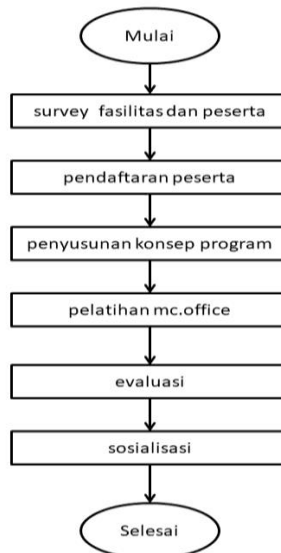 Mulai
survey fasilitas dan peserta
pendaftaran peserta
penyusunan konsep program
pelatihan mc.office
evaluasi
sosialisasi
Selesai